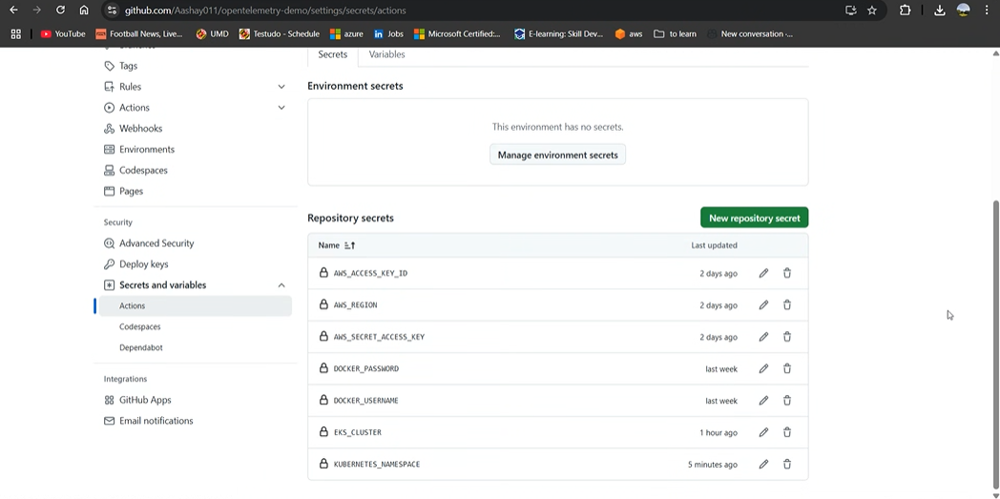 github.com/Aashay011/opentelemetry-demo/settings/secrets/actions
YouTube Football News, Live... UMD Testudo - Schedule azure Jobs Microsoft Certified:... E-learning: Skill Dev... aws to learn New conversation -...
Tags
Rules
Actions
Webhooks
Environments
Codespaces
Pages
Security
Advanced Security
Deploy keys
Secrets and variables
Actions
Codespaces
Dependabot
Integrations
GitHub Apps
Email notifications
Secrets Variables
Environment secrets
This environment has no secrets.
Manage environment secrets
Repository secrets New repository secret
Name Last updated
AWS_ACCESS_KEY_ID 2 days ago
AWS_REGION 2 days ago
AWS_SECRET_ACCESS_KEY 2 days ago
DOCKER_PASSWORD last week
DOCKER_USERNAME last week
EKS_CLUSTER 1 hour ago
KUBERNETES_NAMESPACE 5 minutes ago